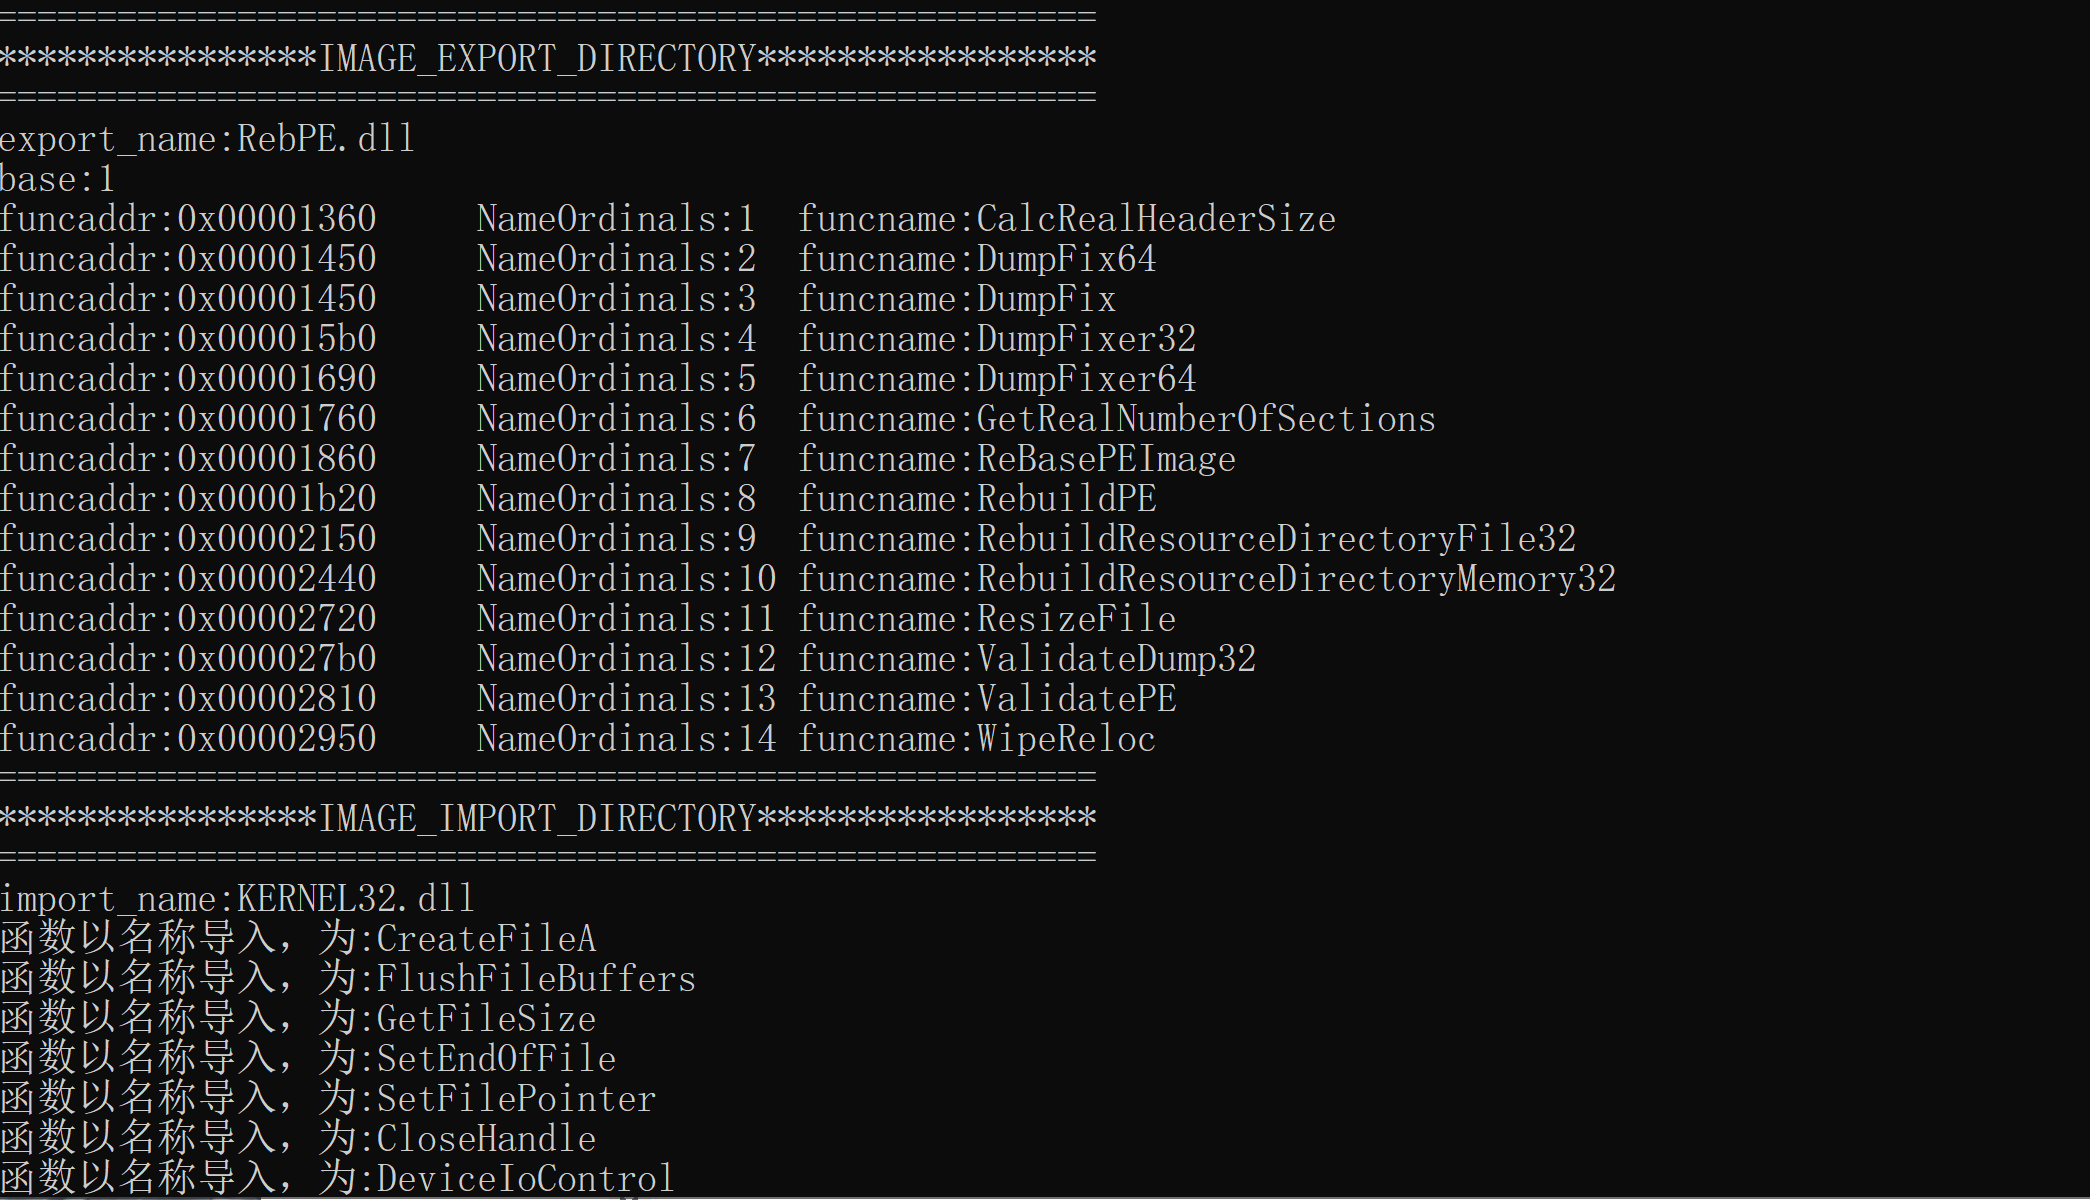 =======================================================
****************IMAGE_EXPORT_DIRECTORY*****************
=======================================================
export_name:RebPE.dll
base:1
funcaddr:0x00001360     NameOrdinals:1  funcname:CalcRealHeaderSize
funcaddr:0x00001450     NameOrdinals:2  funcname:DumpFix64
funcaddr:0x00001450     NameOrdinals:3  funcname:DumpFix
funcaddr:0x000015b0     NameOrdinals:4  funcname:DumpFixer32
funcaddr:0x00001690     NameOrdinals:5  funcname:DumpFixer64
funcaddr:0x00001760     NameOrdinals:6  funcname:GetRealNumberOfSections
funcaddr:0x00001860     NameOrdinals:7  funcname:ReBasePEImage
funcaddr:0x00001b20     NameOrdinals:8  funcname:RebuildPE
funcaddr:0x00002150     NameOrdinals:9  funcname:RebuildResourceDirectoryFile32
funcaddr:0x00002440     NameOrdinals:10 funcname:RebuildResourceDirectoryMemory32
funcaddr:0x00002720     NameOrdinals:11 funcname:ResizeFile
funcaddr:0x000027b0     NameOrdinals:12 funcname:ValidateDump32
funcaddr:0x00002810     NameOrdinals:13 funcname:ValidatePE
funcaddr:0x00002950     NameOrdinals:14 funcname:WipeReloc
=======================================================
****************IMAGE_IMPORT_DIRECTORY*****************
=======================================================
import_name:KERNEL32.dll
函数以名称导入，为:CreateFileA
函数以名称导入，为:FlushFileBuffers
函数以名称导入，为:GetFileSize
函数以名称导入，为:SetEndOfFile
函数以名称导入，为:SetFilePointer
函数以名称导入，为:CloseHandle
函数以名称导入，为:DeviceIoControl